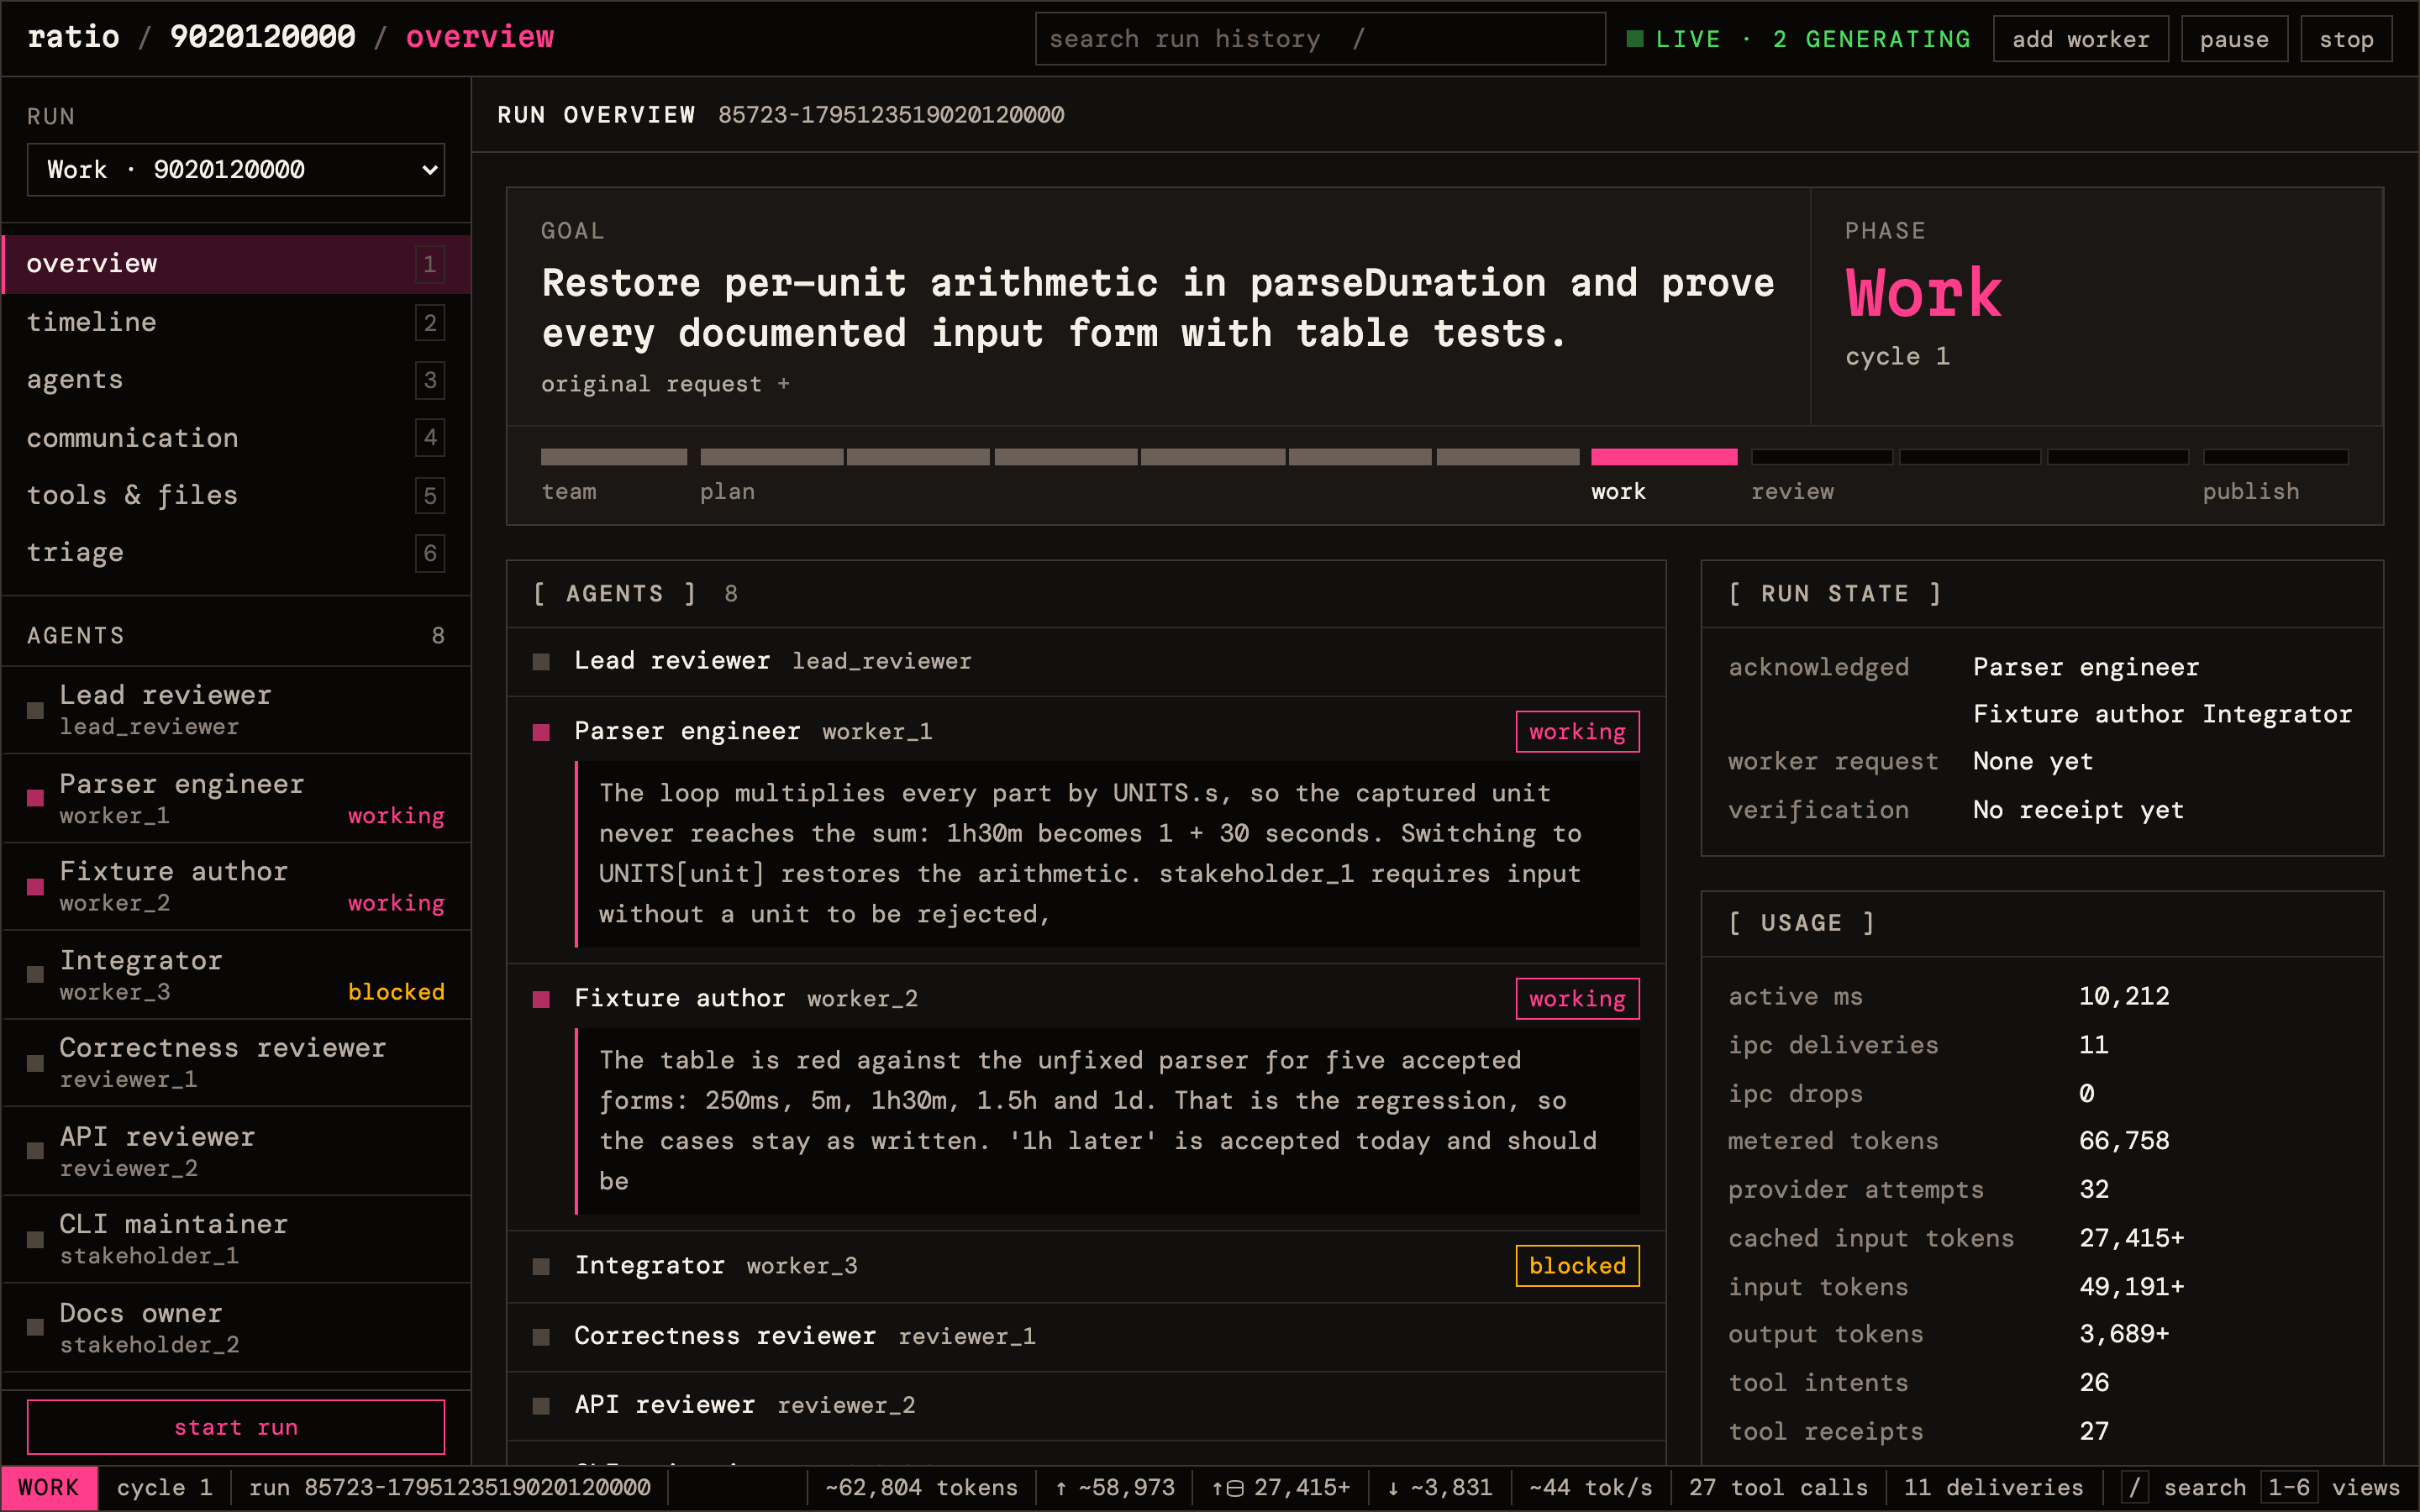 ratio / 9020120000 / overview
search run history /
LIVE · 2 GENERATING
add worker
pause
stop
RUN
Work · 9020120000
overview 1
timeline 2
agents 3
communication 4
tools & files 5
triage 6
AGENTS 8
Lead reviewer
lead_reviewer
Parser engineer
worker_1 working
Fixture author
worker_2 working
Integrator
worker_3 blocked
Correctness reviewer
reviewer_1
API reviewer
reviewer_2
CLI maintainer
stakeholder_1
Docs owner
stakeholder_2
start run
RUN OVERVIEW 85723-1795123519020120000
GOAL
Restore per-unit arithmetic in parseDuration and prove
every documented input form with table tests.
original request +
PHASE
Work
cycle 1
team plan work review publish
[ AGENTS ] 8
Lead reviewer lead_reviewer
Parser engineer worker_1 working
The loop multiplies every part by UNITS.s, so the captured unit
never reaches the sum: 1h30m becomes 1 + 30 seconds. Switching to
UNITS[unit] restores the arithmetic. stakeholder_1 requires input
without a unit to be rejected,
Fixture author worker_2 working
The table is red against the unfixed parser for five accepted
forms: 250ms, 5m, 1h30m, 1.5h and 1d. That is the regression, so
the cases stay as written. '1h later' is accepted today and should
be
Integrator worker_3 blocked
Correctness reviewer reviewer_1
API reviewer reviewer_2
[ RUN STATE ]
acknowledged Parser engineer
Fixture author Integrator
worker request None yet
verification No receipt yet
[ USAGE ]
active ms 10,212
ipc deliveries 11
ipc drops 0
metered tokens 66,758
provider attempts 32
cached input tokens 27,415+
input tokens 49,191+
output tokens 3,689+
tool intents 26
tool receipts 27
WORK cycle 1 run 85723-1795123519020120000 ~62,804 tokens ↑ ~58,973 ↑ 27,415+ ↓ ~3,831 ~44 tok/s 27 tool calls 11 deliveries / search 1-6 views